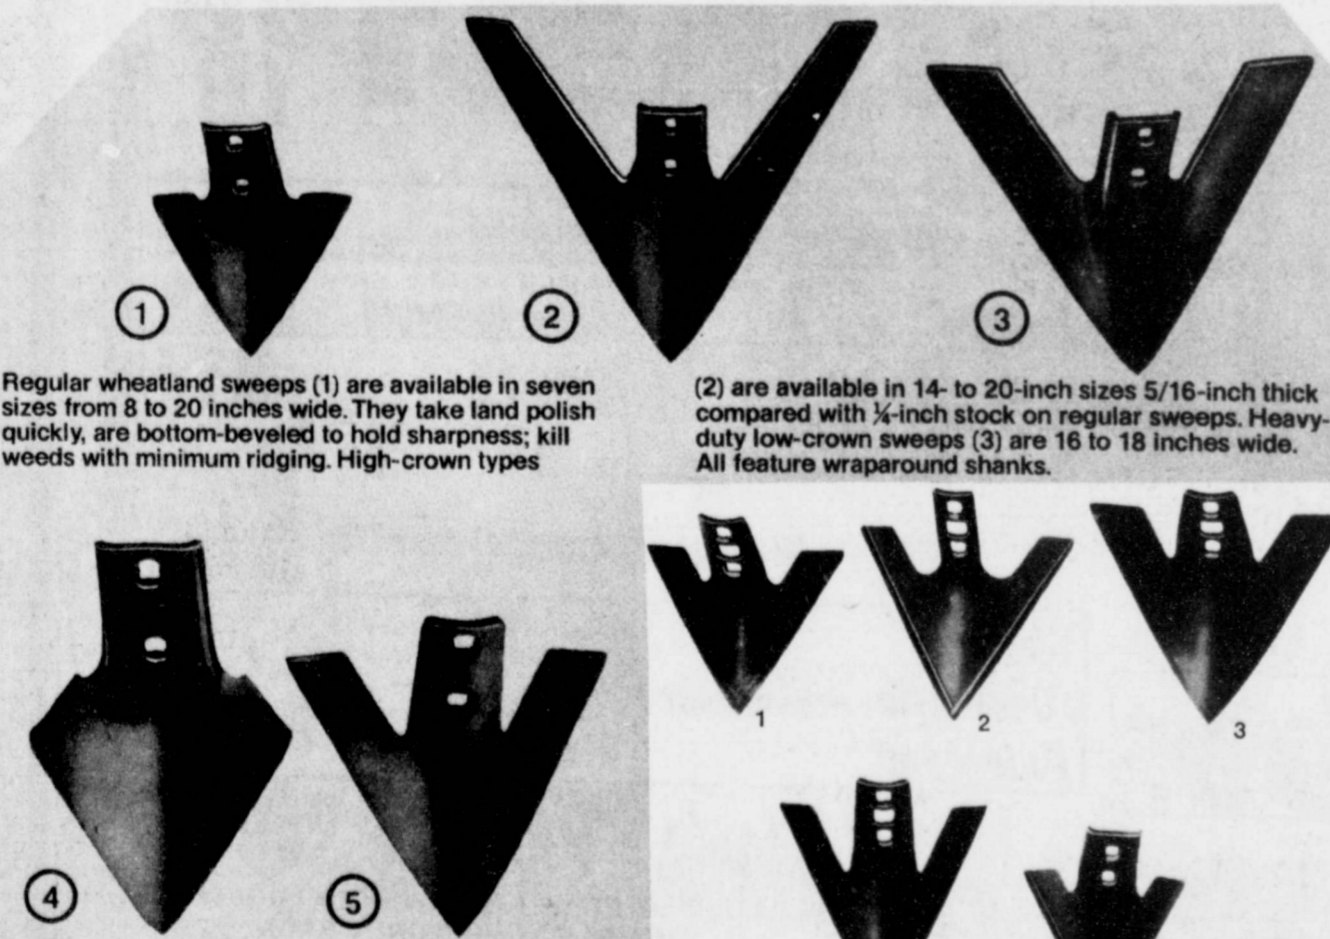 1
2
3
Regular wheatland sweeps (1) are available in seven
sizes from 8 to 20 inches wide. They take land polish
quickly, are bottom-beveled to hold sharpness; kill
weeds with minimum ridging. High-crown types
(2) are available in 14- to 20-inch sizes 5/16-inch thick
compared with ¼-inch stock on regular sweeps. Heavy-
duty low-crown sweeps (3) are 16 to 18 inches wide.
All feature wraparound shanks.
4
5
1
2
3